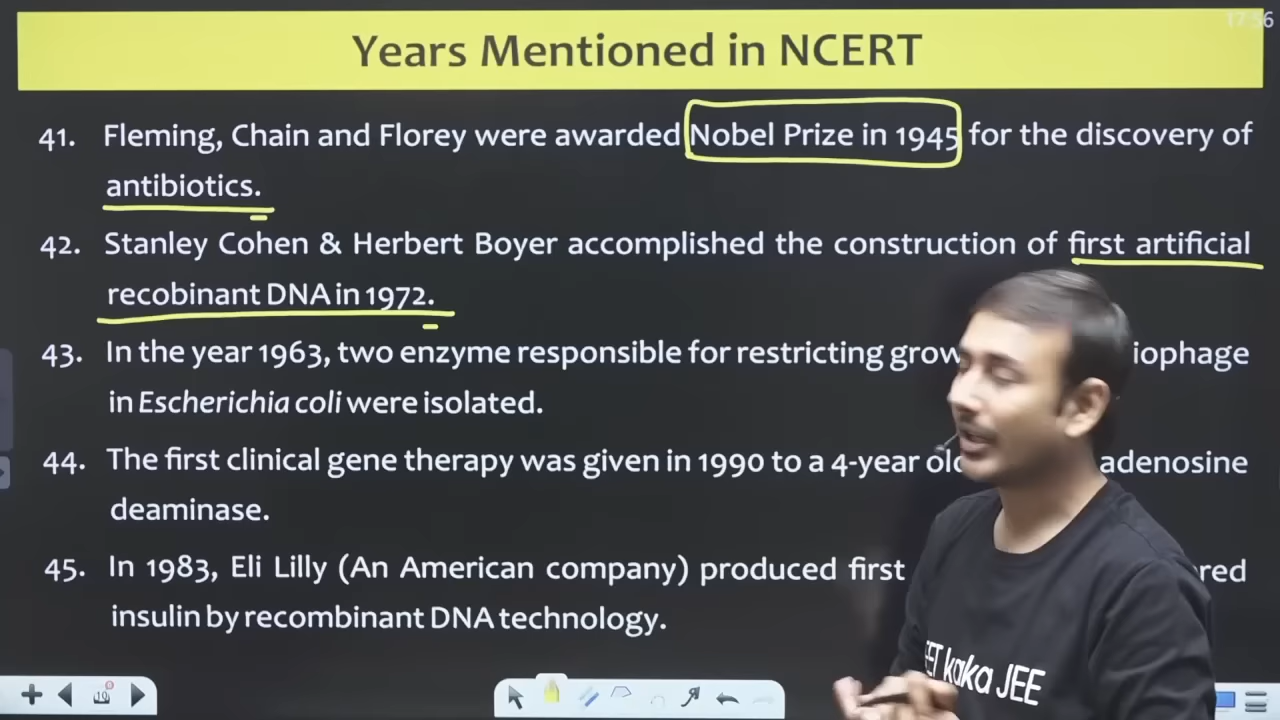 17:56
Years Mentioned in NCERT
41. Fleming, Chain and Florey were awarded Nobel Prize in 1945 for the discovery of
antibiotics.
42. Stanley Cohen & Herbert Boyer accomplished the construction of first artificial
recobinant DNA in 1972.
43. In the year 1963, two enzyme responsible for restricting grow iophage
in Escherichia coli were isolated.
44. The first clinical gene therapy was given in 1990 to a 4-year old adenosine
deaminase.
45. In 1983, Eli Lilly (An American company) produced first red
insulin by recombinant DNA technology.
EET kaka JEE